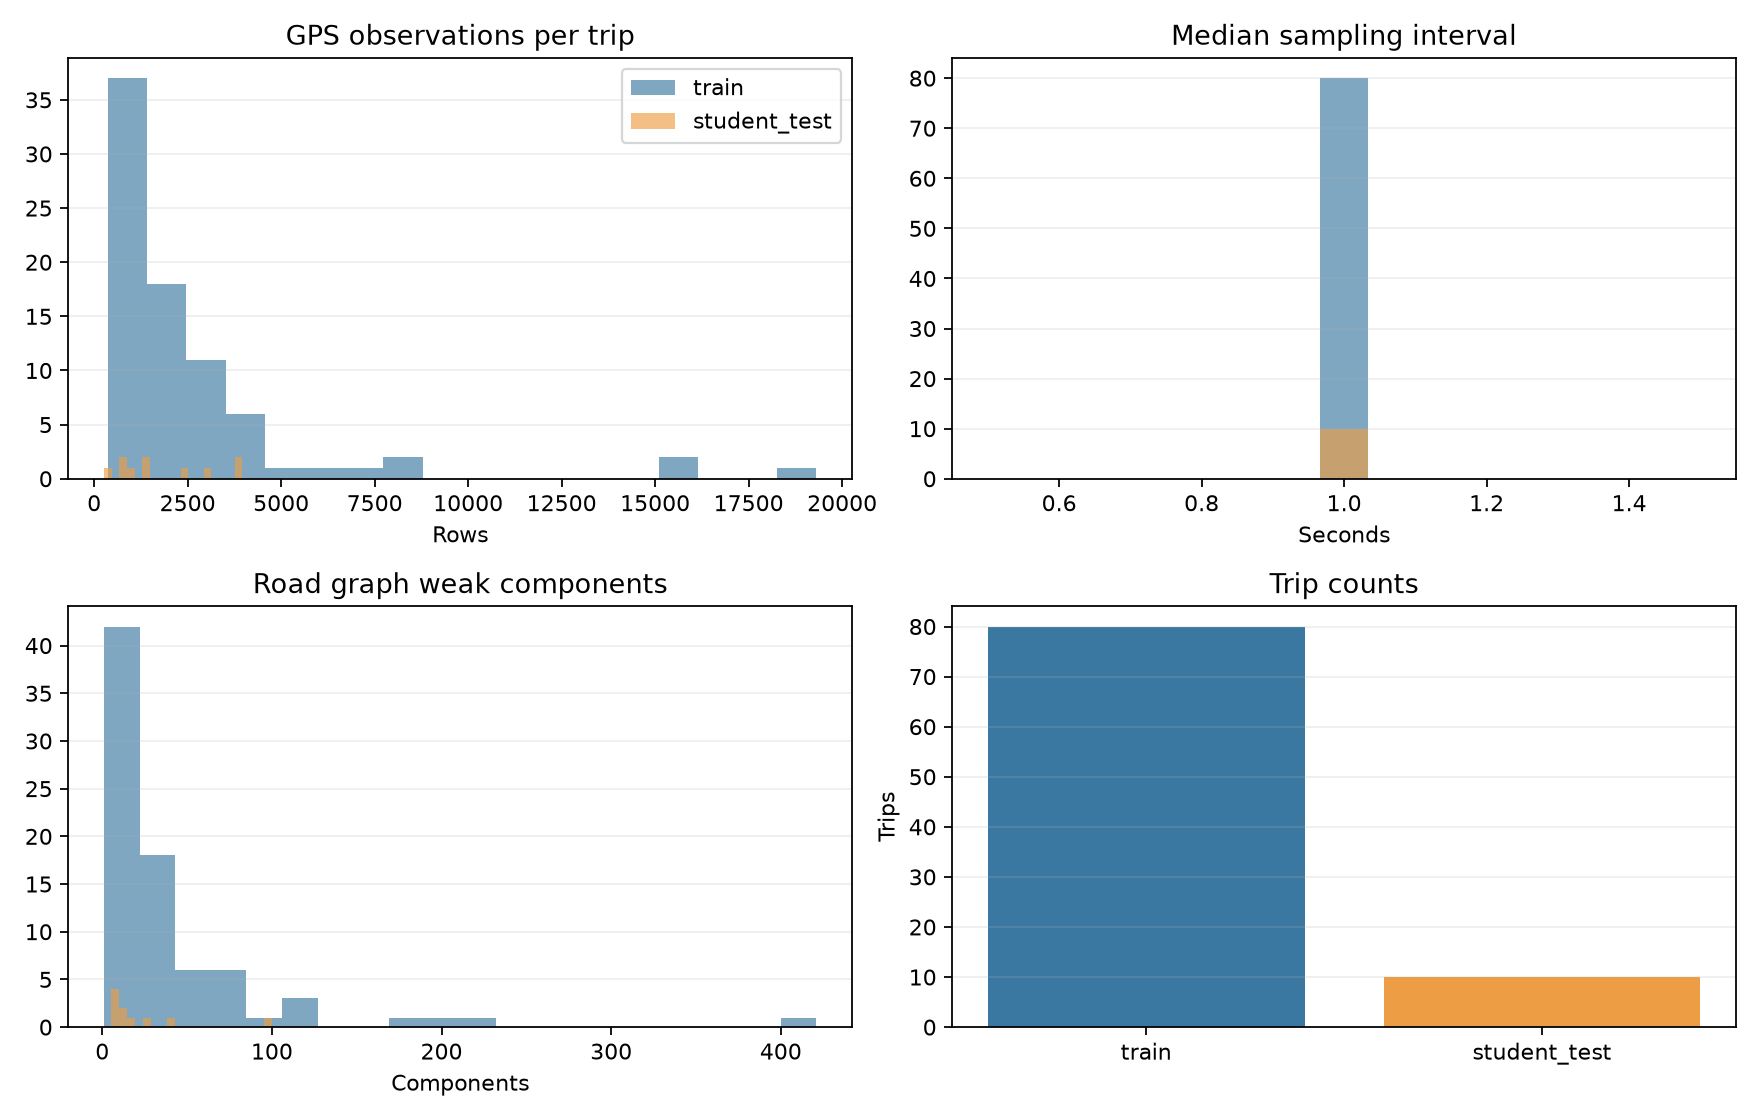 GPS observations per trip
train
student_test
35
30
25
20
15
10
5
0
0 2500 5000 7500 10000 12500 15000 17500 20000
Rows
Median sampling interval
80
70
60
50
40
30
20
10
0
0.6 0.8 1.0 1.2 1.4
Seconds
Road graph weak components
40
35
30
25
20
15
10
5
0
0 100 200 300 400
Components
Trip counts
Trips
80
70
60
50
40
30
20
10
0
train student_test